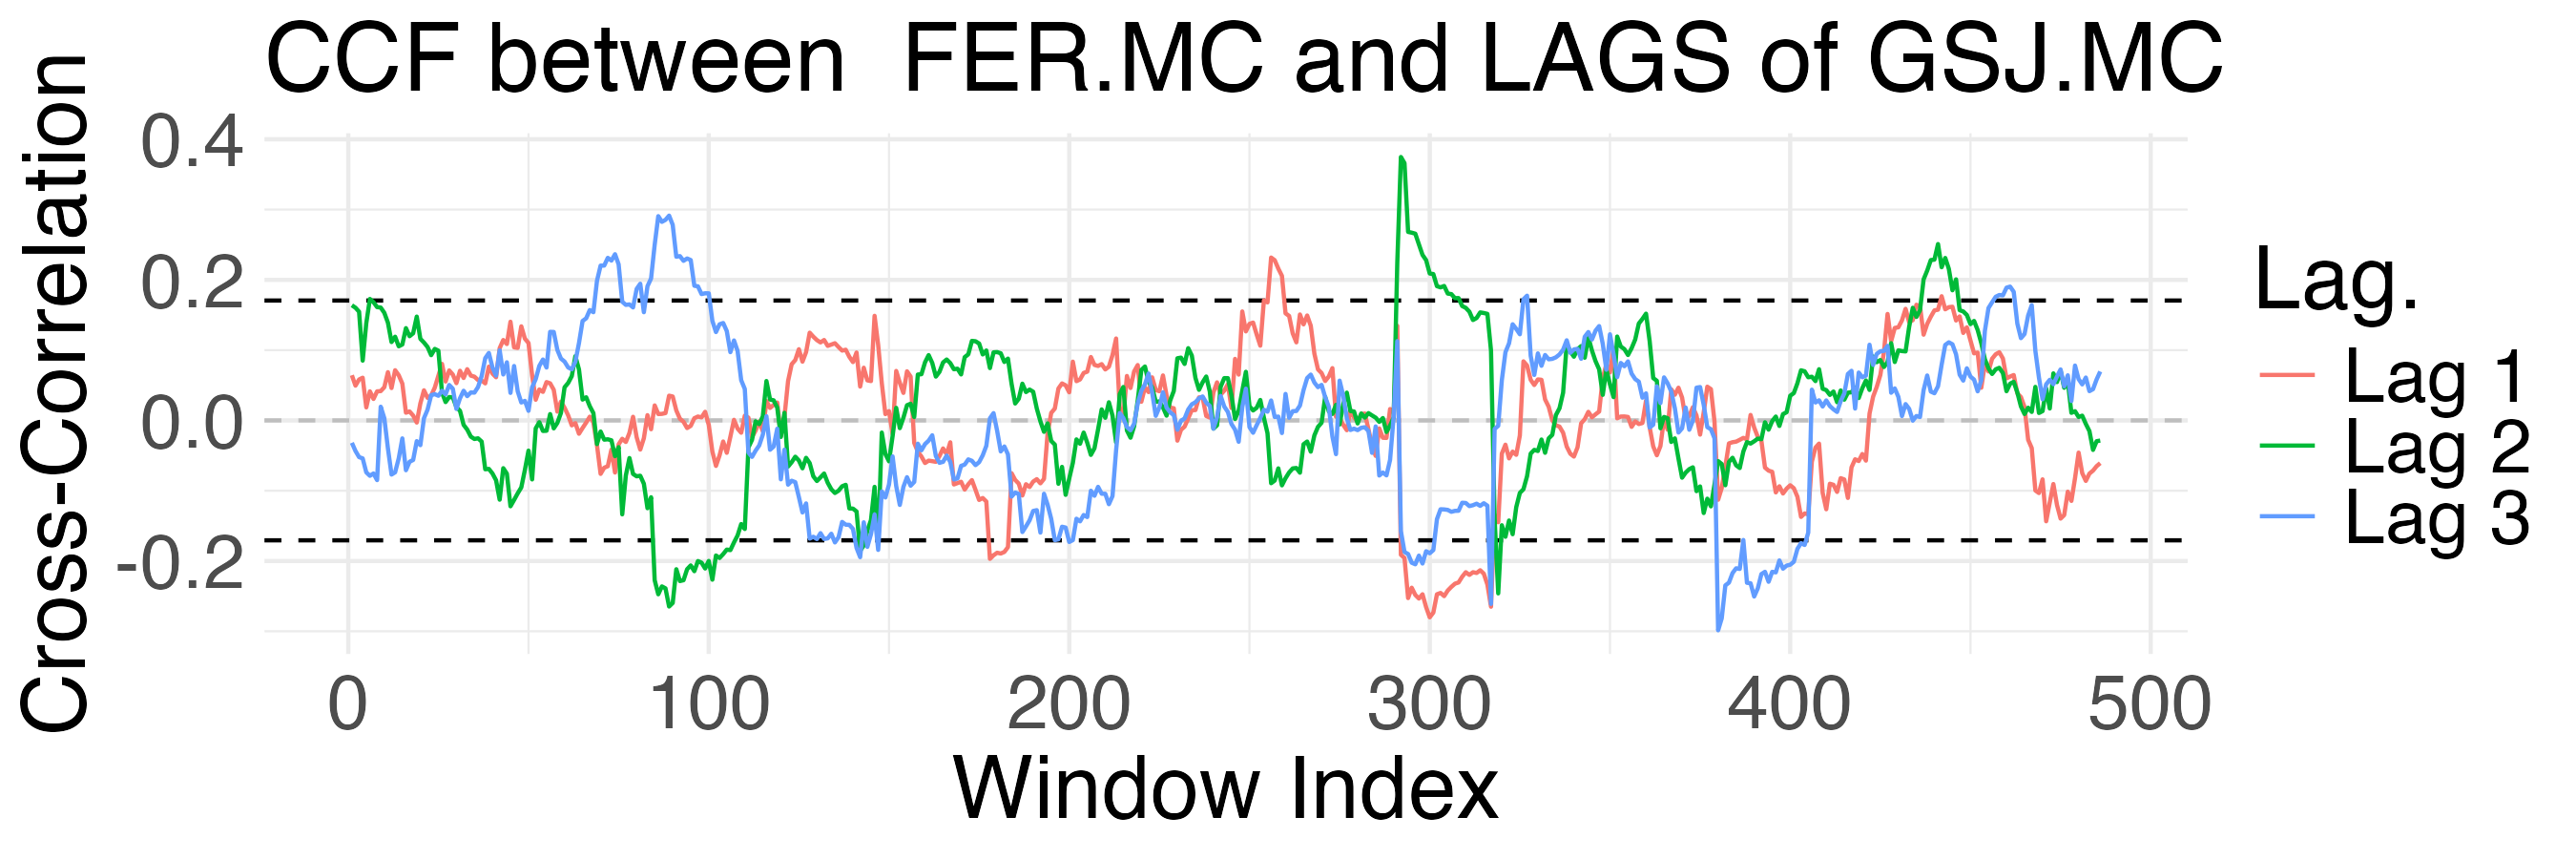 CCF between  FER.MC and LAGS of GSJ.MC
Cross-Correlation
0.4
0.2
0.0
-0.2
0
100
200
300
400
500
Window Index
Lag.
Lag 1
Lag 2
Lag 3